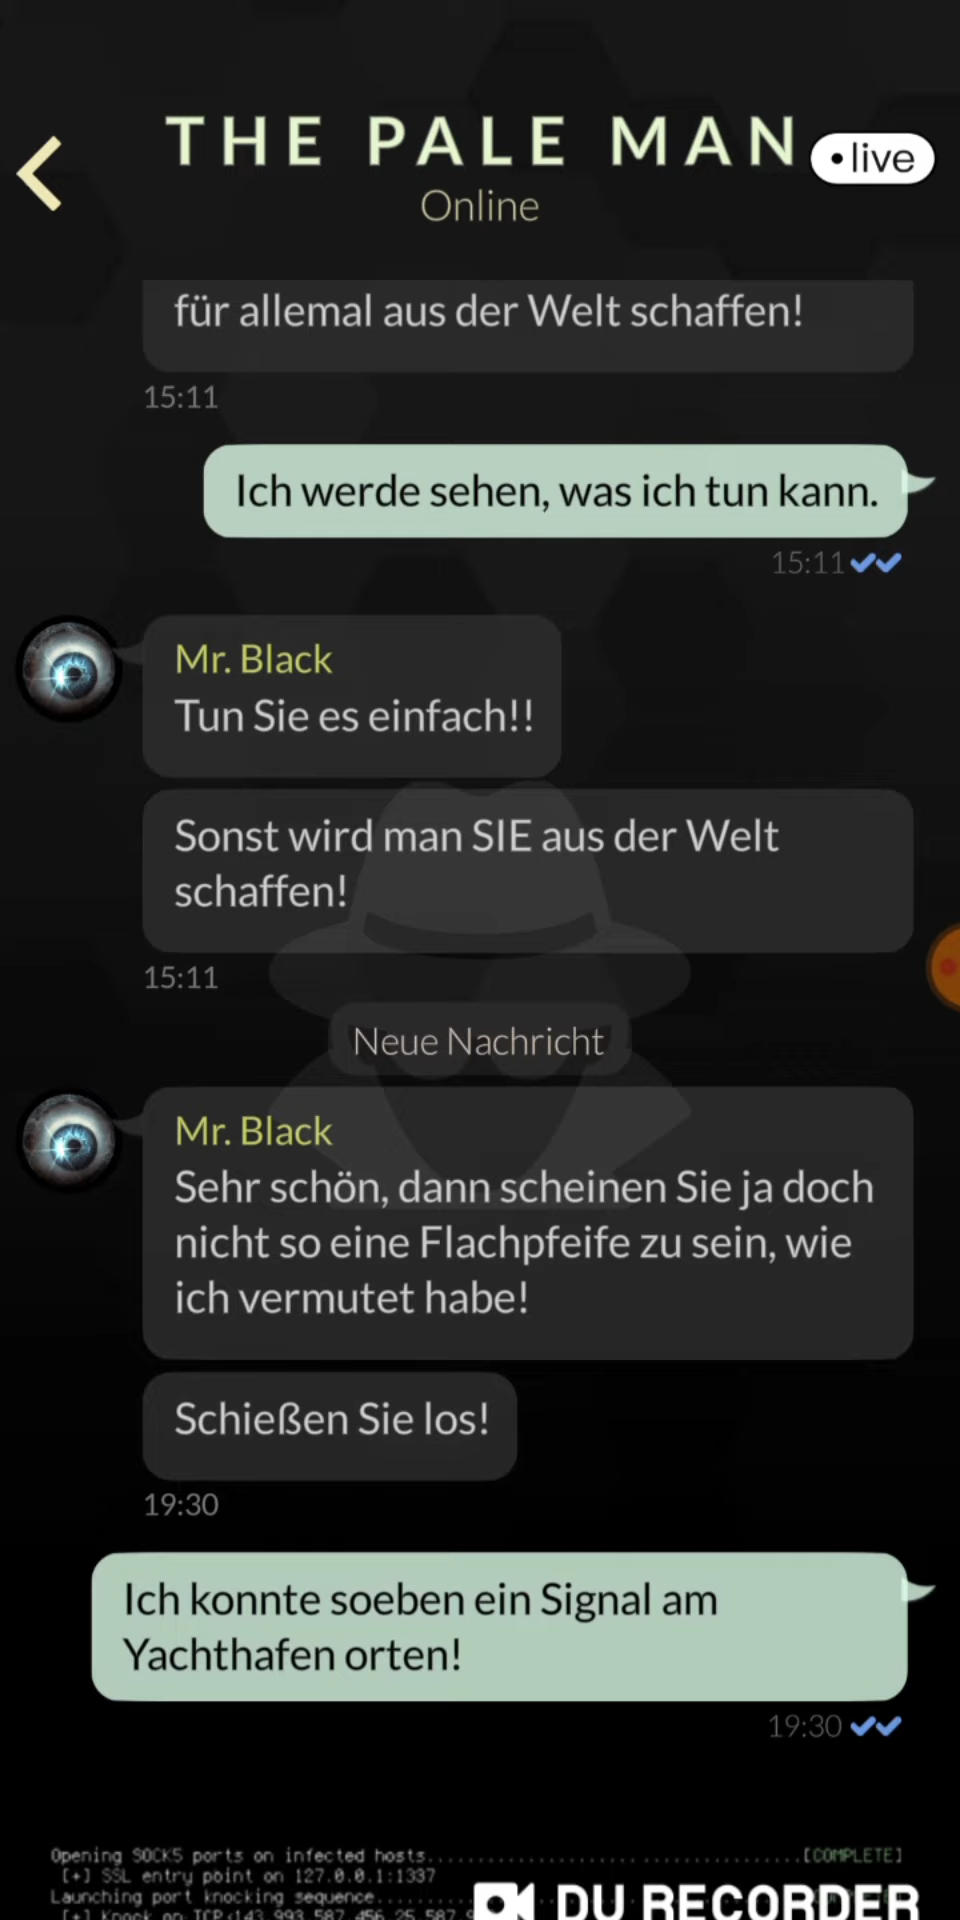 THE PALE MAN
•live
Online
für allemal aus der Welt schaffen!
15:11
Ich werde sehen, was ich tun kann.
15:11
Mr. Black
Tun Sie es einfach!!
Sonst wird man SIE aus der Welt
schaffen!
15:11
Neue Nachricht
Mr. Black
Sehr schön, dann scheinen Sie ja doch
nicht so eine Flachpfeife zu sein, wie
ich vermutet habe!
Schießen Sie los!
19:30
Ich konnte soeben ein Signal am
Yachthafen orten!
19:30
Opening SOCK5 ports on infected hosts....................................[COMPLETE]
[+] SSL entry point on 127.0.0.1:1337
Launching port knocking sequence
DU RECORDER